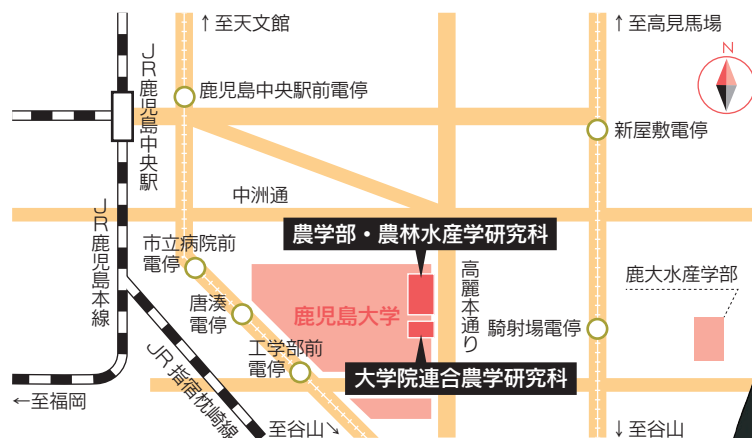 ↑至天文館
↑至高見馬場
N
JR鹿児島中央駅
鹿児島中央駅前電停
新屋敷電停
中洲通
JR鹿児島本線
市立病院前
電停
農学部・農林水産学研究科
高麗本通り
鹿大水産学部
唐湊
電停
鹿児島大学
騎射場電停
工学部前
電停
大学院連合農学研究科
JR指宿枕崎線
←至福岡
至谷山↘
↓至谷山